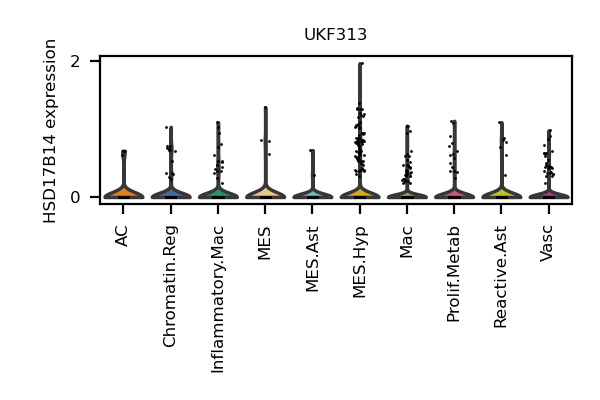 UKF313
HSD17B14 expression
2
0
AC
Chromatin.Reg
Inflammatory.Mac
MES
MES.Ast
MES.Hyp
Mac
Prolif.Metab
Reactive.Ast
Vasc